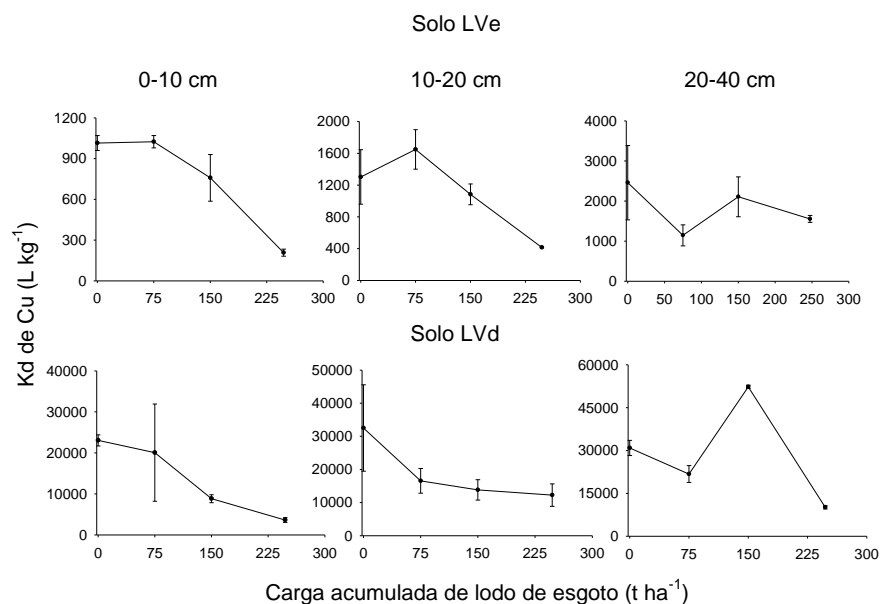 Solo LVe
0-10 cm
10-20 cm
20-40 cm
Kd de Cu (L kg⁻¹)
1200
900
600
300
0
0 75 150 225 300
2000
1600
1200
800
400
0
0 75 150 225 300
4000
3000
2000
1000
0
0 50 100 150 200 250 300
Solo LVd
40000
30000
20000
10000
0
0 75 150 225 300
50000
40000
30000
20000
10000
0
0 75 150 225 300
60000
45000
30000
15000
0
0 75 150 225 300
Carga acumulada de lodo de esgoto (t ha⁻¹)